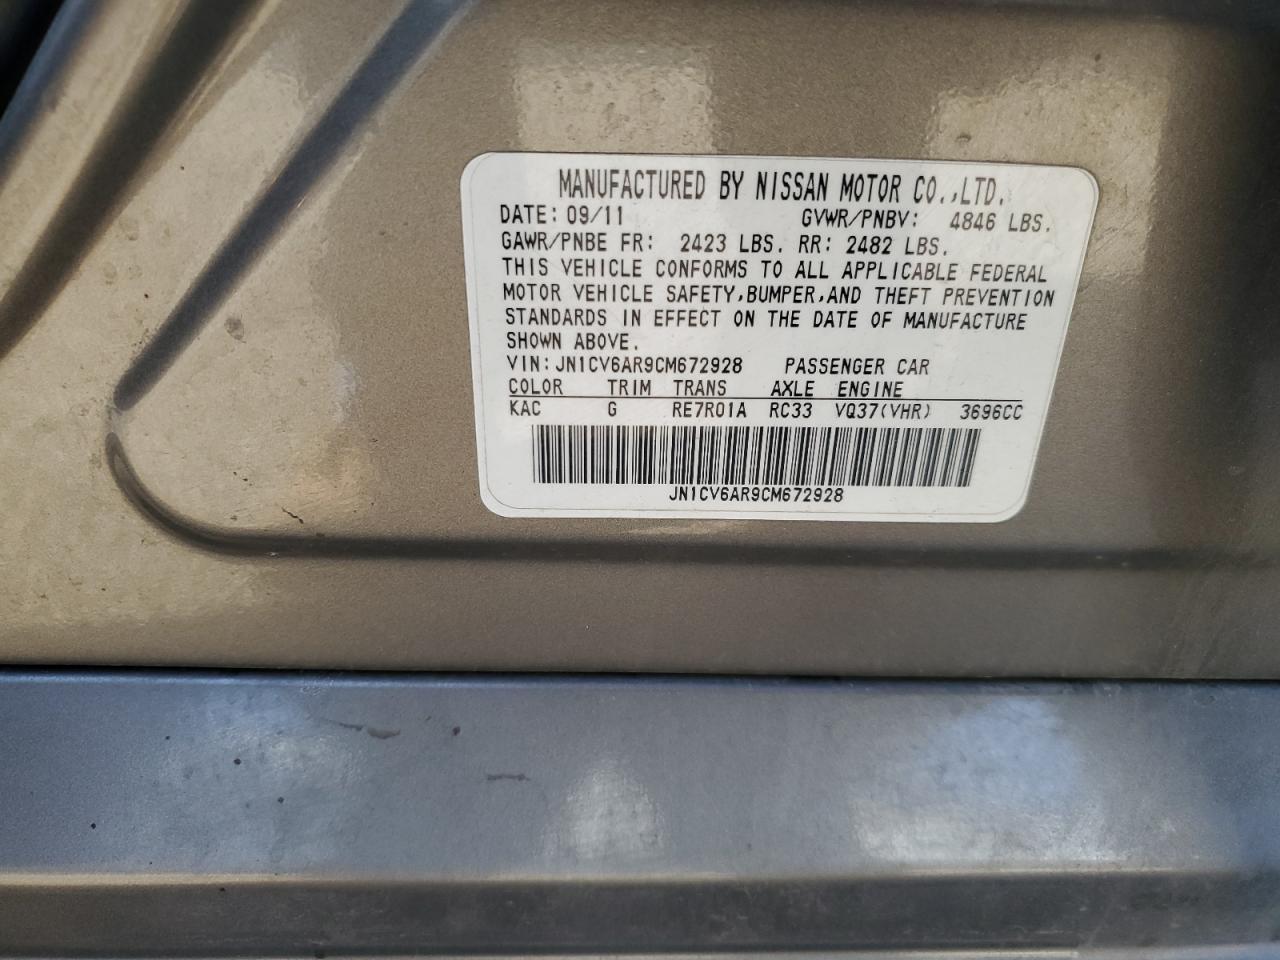 MANUFACTURED BY NISSAN MOTOR CO.,LTD.
DATE: 09/11 GVWR/PNBV: 4846 LBS.
GAWR/PNBE FR: 2423 LBS. RR: 2482 LBS.
THIS VEHICLE CONFORMS TO ALL APPLICABLE FEDERAL
MOTOR VEHICLE SAFETY,BUMPER,AND THEFT PREVENTION
STANDARDS IN EFFECT ON THE DATE OF MANUFACTURE
SHOWN ABOVE.
VIN: JN1CV6AR9CM672928 PASSENGER CAR
COLOR TRIM TRANS AXLE ENGINE
KAC G RE7R01A RC33 VQ37(VHR) 3696CC
JN1CV6AR9CM672928